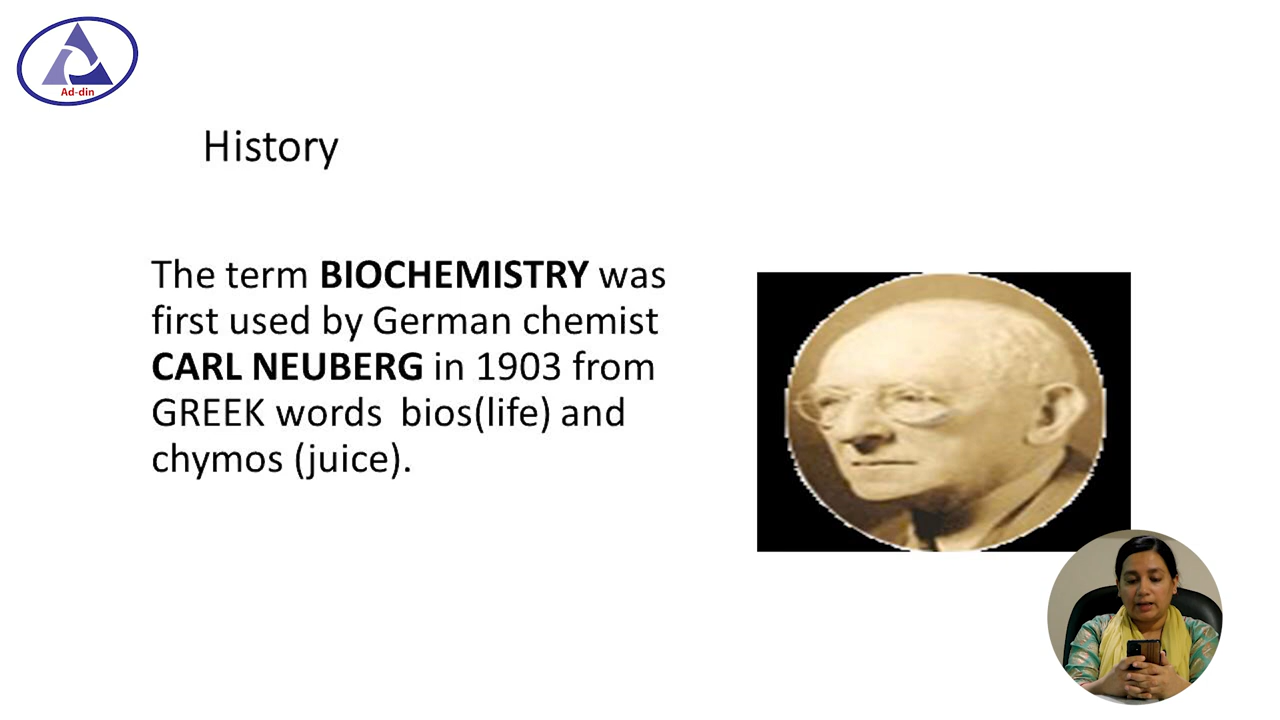 Ad-din
History
The term BIOCHEMISTRY was
first used by German chemist
CARL NEUBERG in 1903 from
GREEK words  bios(life) and
chymos (juice).